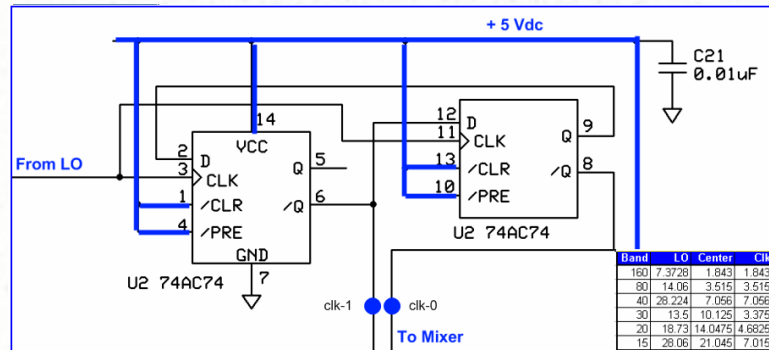 + 5 Vdc
C21
0.01uF
14
VCC
2
D
Q
5
From LO
3
CLK
1
/CLR
/Q
6
4
/PRE
GND
7
U2 74AC74
12
D
Q
9
11
CLK
13
/CLR
/Q
8
10
/PRE
U2 74AC74
clk-1
clk-0
To Mixer
Band LO Center Clk
160 7.3728 1.843 1.843
80 14.06 3.515 3.515
40 28.224 7.056 7.056
30 13.5 10.125 3.375
20 18.73 14.0475 4.6825
15 28.06 21.045 7.015